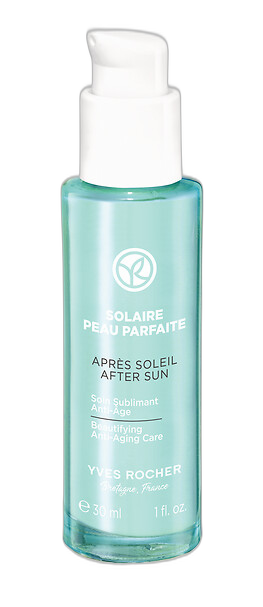 SOLAIRE
PEAU PARFAITE
APRÈS SOLEIL
AFTER SUN
Soin Sublimant
Anti-Âge
Beautifying
Anti-Aging Care
YVES ROCHER
Bretagne, France
℮ 30 ml 1 fl. oz.